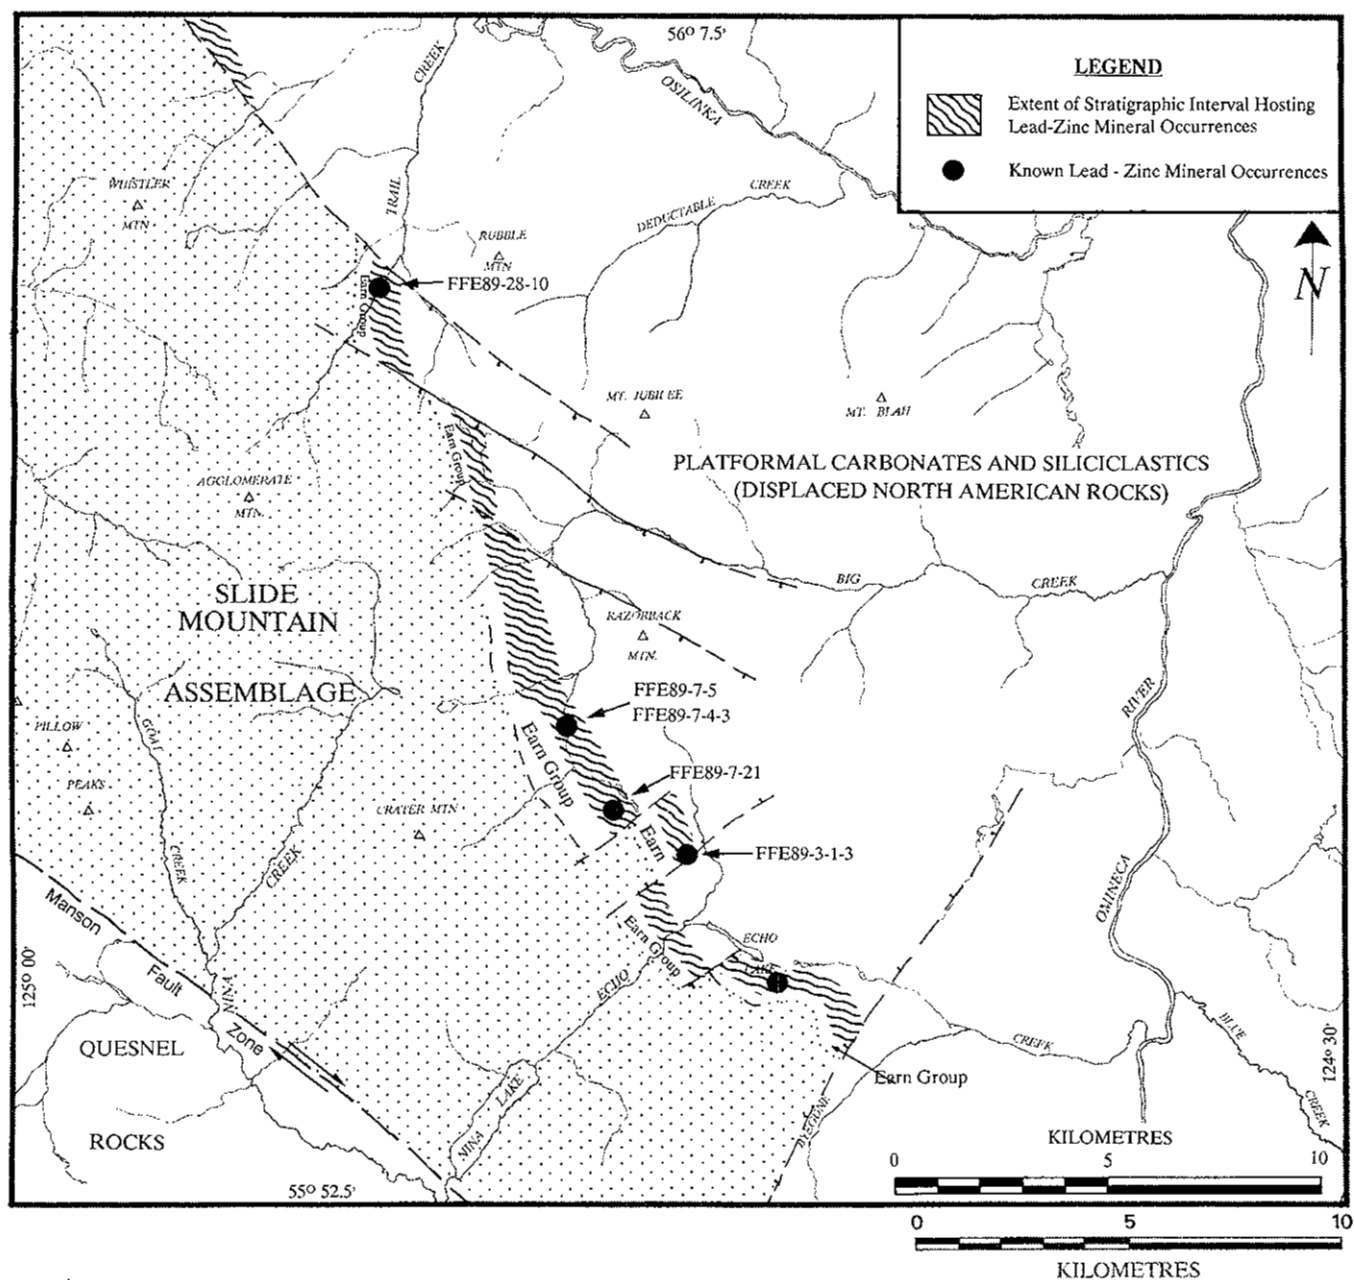 56º 7.5'
LEGEND
Extent of Stratigraphic Interval Hosting
Lead-Zinc Mineral Occurrences
Known Lead - Zinc Mineral Occurrences
CREEK
OSILINKA
WHISTLER
MTN
TRAIL
DEDUCTABLE
CREEK
RUBBLE
MTN
N
FFE89-28-10
Earn Group
MT. JUBILEE
MT. BLAH
Earn Group
PLATFORMAL CARBONATES AND SILICICLASTICS
(DISPLACED NORTH AMERICAN ROCKS)
AGGLOMERATE
MTN.
BIG
CREEK
SLIDE
MOUNTAIN
ASSEMBLAGE
RAZORBACK
MTN.
FFE89-7-5
FFE89-7-4-3
RIVER
PILLOW
PEAKS
GOAT
Earn Group
FFE89-7-21
CRATER MTN
Earn
FFE89-3-1-3
CREEK
CREEK
OMINECA
Manson
Fault
Zone
Earn Group
ECHO
LAKE
ECHO
125º 00'
NINA
BLUE
CREEK
CREEK
124º 30'
QUESNEL
ROCKS
Earn Group
NINA
LAKE
KILOMETRES
0 5 10
55º 52.5'
0 5 10
KILOMETRES